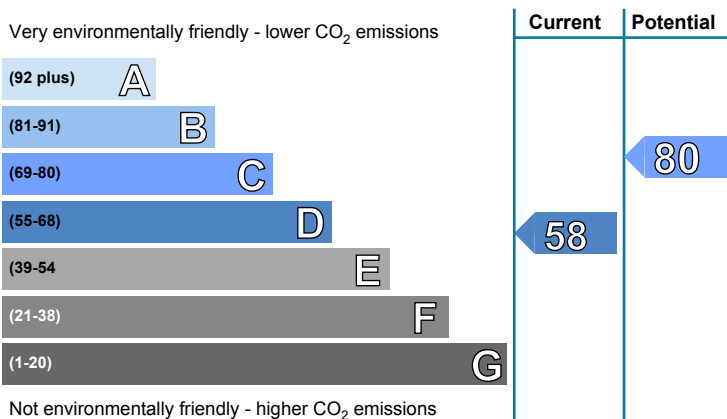 Very environmentally friendly - lower CO₂ emissions
Current
Potential
(92 plus) A
(81-91) B
(69-80) C
80
(55-68) D
58
(39-54 E
(21-38) F
(1-20) G
Not environmentally friendly - higher CO₂ emissions